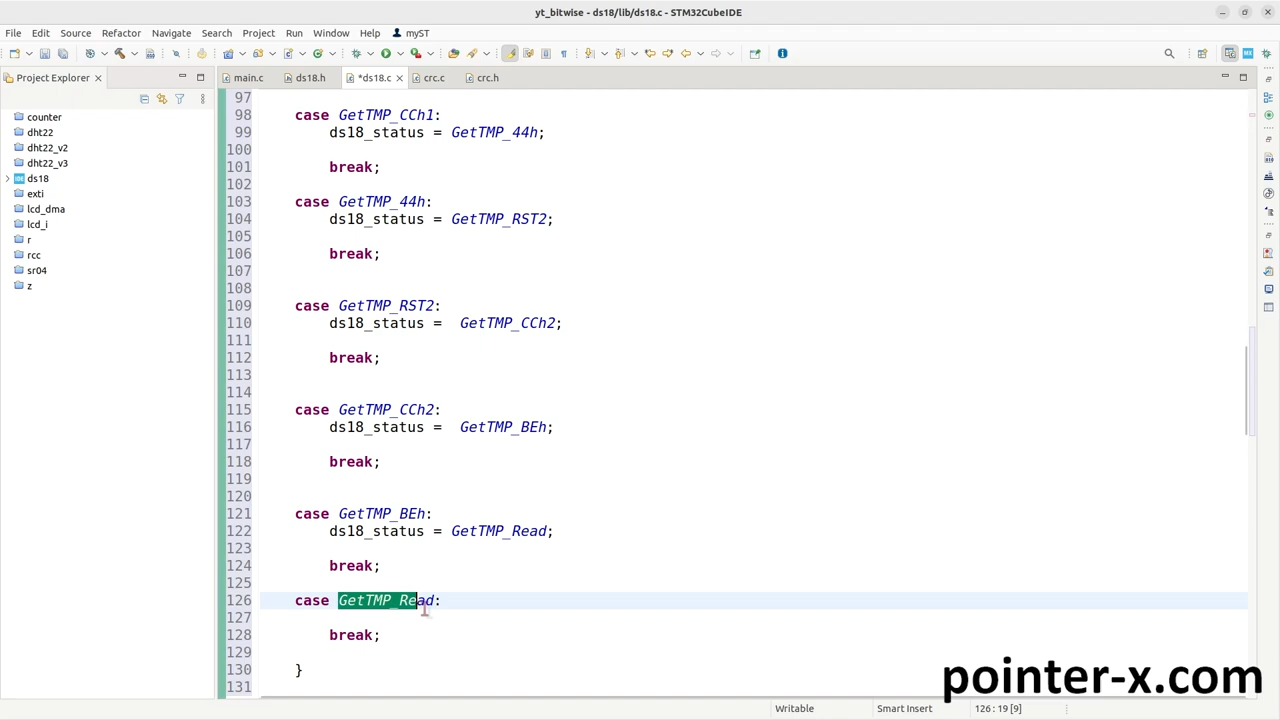 yt_bitwise - ds18/lib/ds18.c - STM32CubeIDE
File Edit Source Refactor Navigate Search Project Run Window Help myST
Project Explorer
main.c ds18.h *ds18.c crc.c crc.h
counter
dht22
dht22_v2
dht22_v3
ds18
exti
lcd_dma
lcd_i
r
rcc
sr04
z
97
98 case GetTMP_CCh1:
99 ds18_status = GetTMP_44h;
100
101 break;
102
103 case GetTMP_44h:
104 ds18_status = GetTMP_RST2;
105
106 break;
107
108
109 case GetTMP_RST2:
110 ds18_status =  GetTMP_CCh2;
111
112 break;
113
114
115 case GetTMP_CCh2:
116 ds18_status =  GetTMP_BEh;
117
118 break;
119
120
121 case GetTMP_BEh:
122 ds18_status = GetTMP_Read;
123
124 break;
125
126 case GetTMP_Read:
127
128 break;
129
130 }
131
pointer-x.com
Writable Smart Insert 126 : 19 [9]